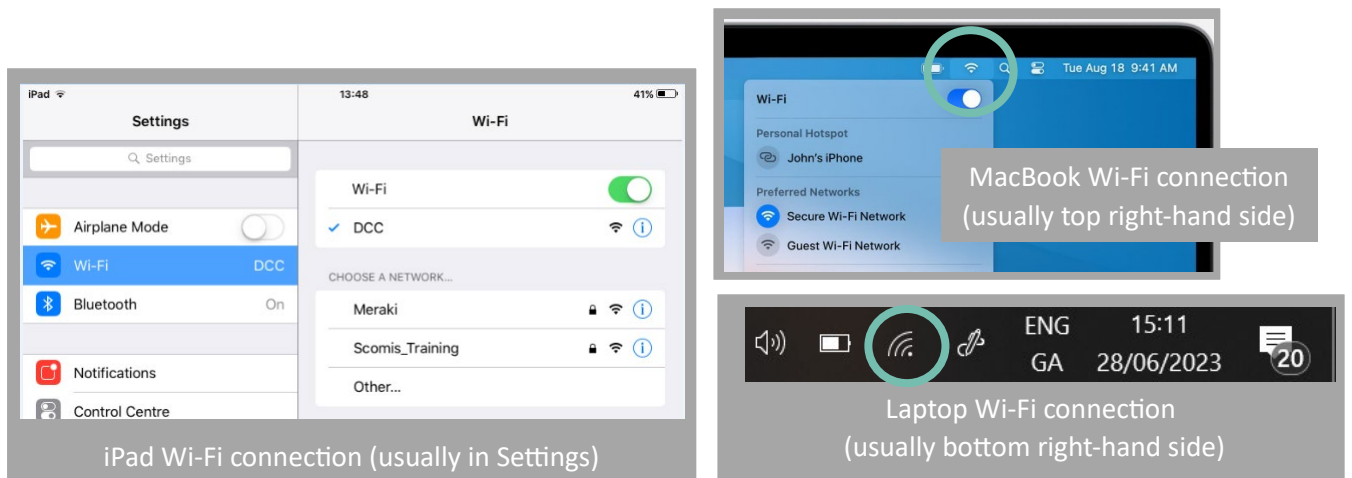 iPad 13:48 41%
Settings
Wi-Fi
Settings
Airplane Mode
Wi-Fi DCC
Bluetooth On
Notifications
Control Centre
Wi-Fi
DCC
CHOOSE A NETWORK...
Meraki
Scomis_Training
Other...
iPad Wi-Fi connection (usually in Settings)
Tue Aug 18 9:41 AM
Wi-Fi
Personal Hotspot
John's iPhone
Preferred Networks
Secure Wi-Fi Network
Guest Wi-Fi Network
MacBook Wi-Fi connection
(usually top right-hand side)
ENG 15:11
GA 28/06/2023 20
Laptop Wi-Fi connection
(usually bottom right-hand side)